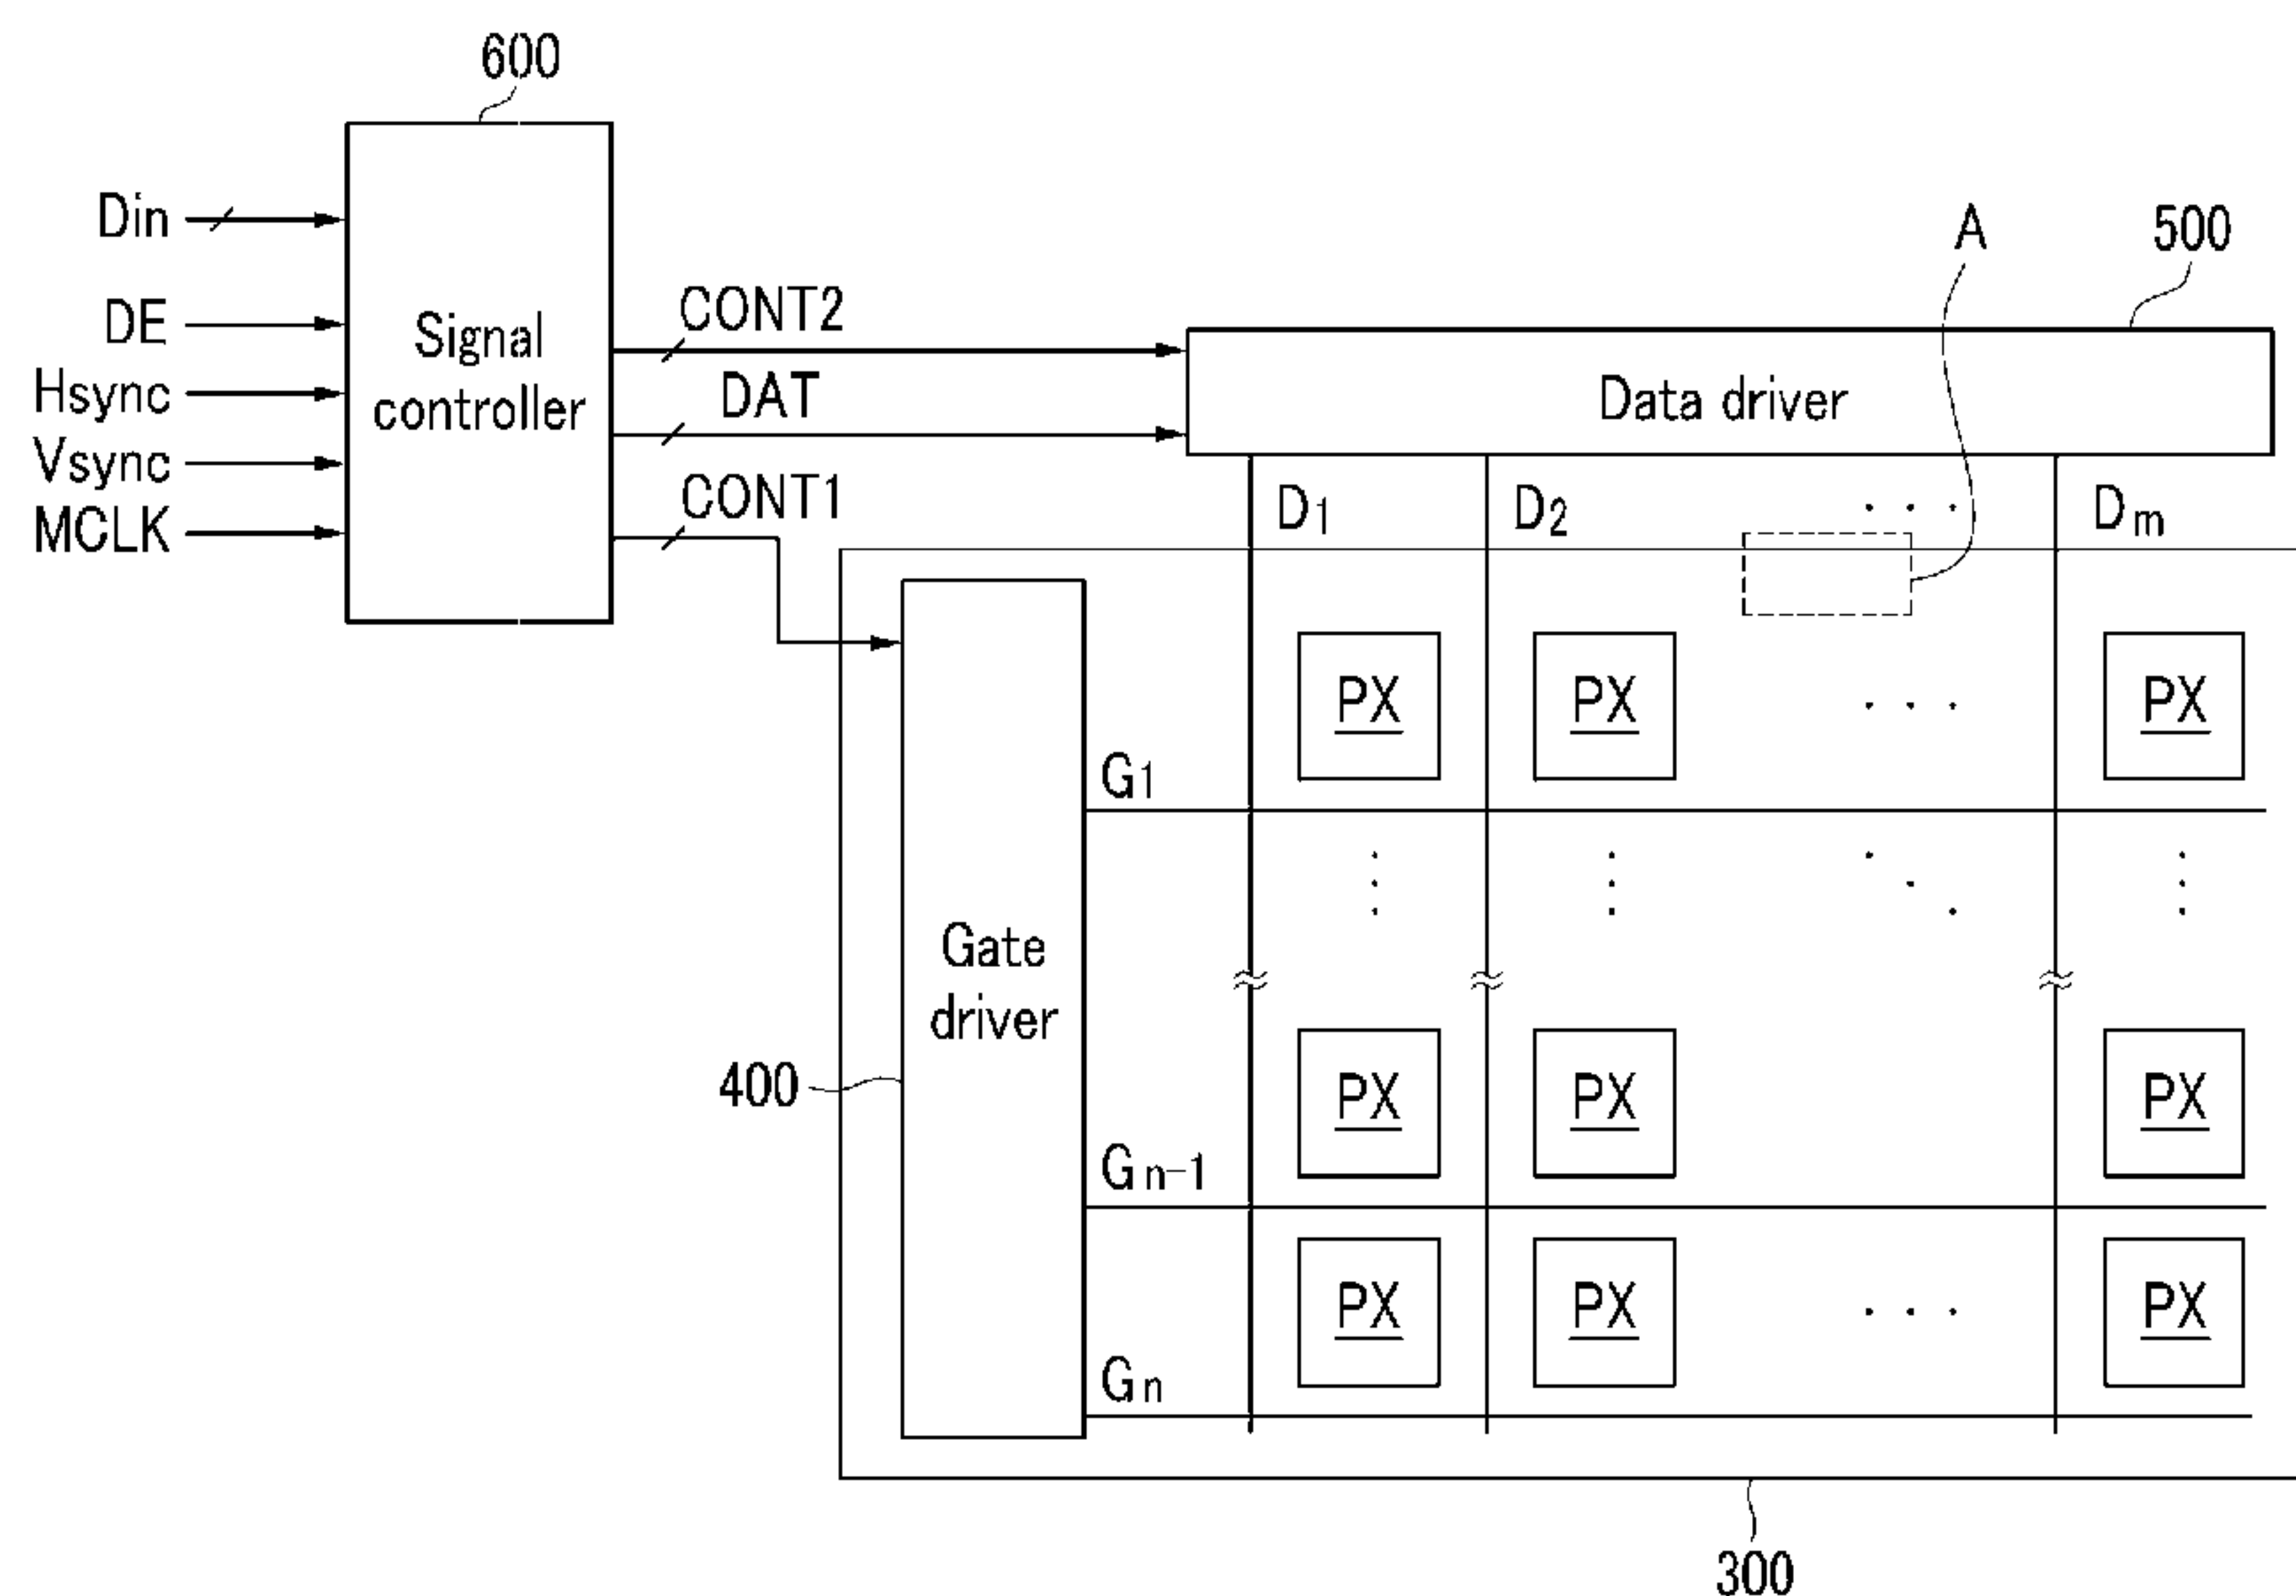 600
Din
A
500
DE
Signal
controller
CONT2
Hsync
DAT
Data driver
Vsync
CONT1
MCLK
D1
D2
. . .
Dm
PX
PX
. . .
PX
G1
Gate
driver
400
PX
PX
PX
Gn-1
PX
PX
. . .
PX
Gn
300